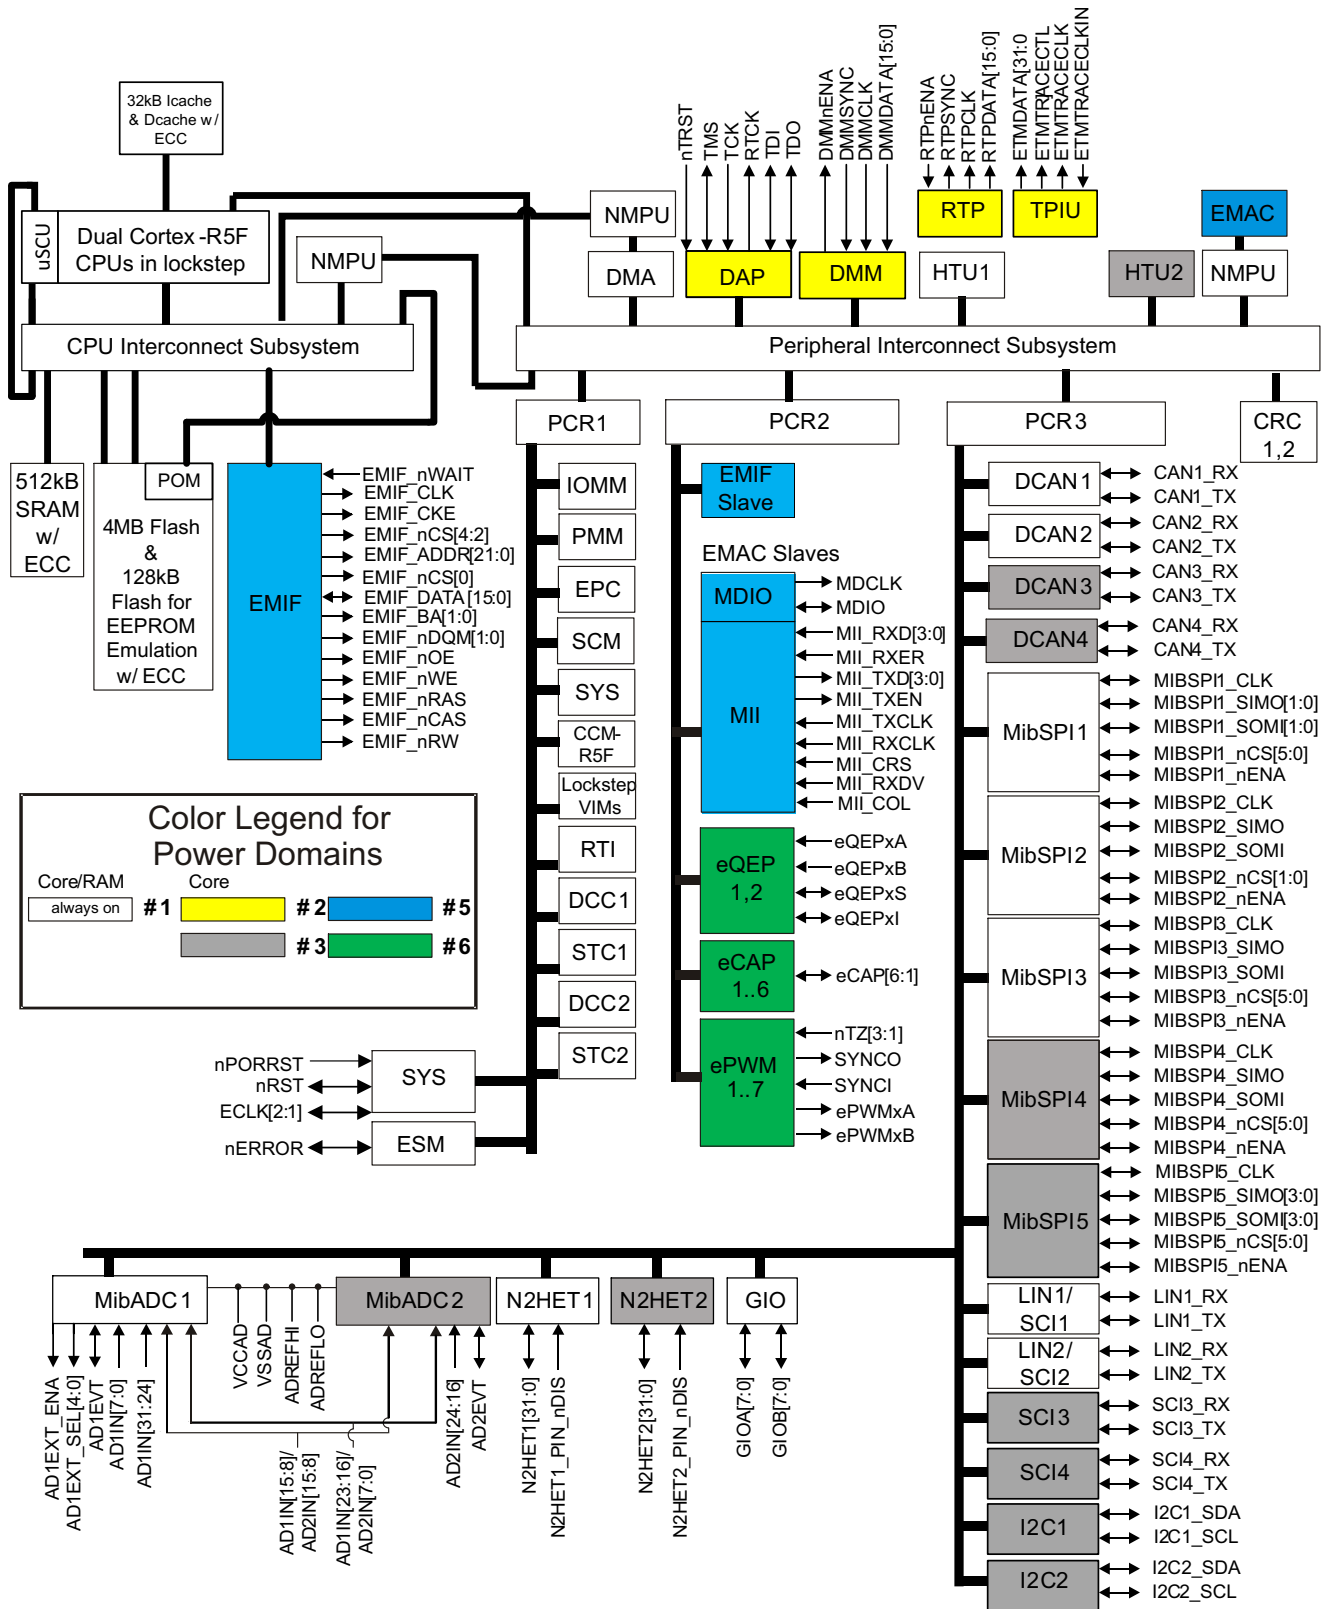 32kB Icache
& Dcache w/
ECC
uSCU
Dual Cortex-R5F
CPUs in lockstep
NMPU
NMPU
DMA
nTRST
TMS
TCK
RTCK
TDI
TDO
DAP
DMMnENA
DMMSYNC
DMMCLK
DMMDATA[15:0]
DMM
RTPnENA
RTPSYNC
RTPCLK
RTPDATA[15:0]
RTP
ETMDATA[31:0]
ETMTRACECTL
ETMTRACECLK
ETMTRACECLKIN
TPIU
HTU1
HTU2
EMAC
NMPU
CPU Interconnect Subsystem
Peripheral Interconnect Subsystem
PCR1
PCR2
PCR3
CRC
1,2
512kB
SRAM
w/
ECC
POM
4MB Flash
&
128kB
Flash for
EEPROM
Emulation
w/ ECC
EMIF
EMIF_nWAIT
EMIF_CLK
EMIF_CKE
EMIF_nCS[4:2]
EMIF_ADDR[21:0]
EMIF_nCS[0]
EMIF_DATA[15:0]
EMIF_BA[1:0]
EMIF_nDQM[1:0]
EMIF_nOE
EMIF_nWE
EMIF_nRAS
EMIF_nCAS
EMIF_nRW
IOMM
PMM
EPC
SCM
SYS
CCM-
R5F
Lockstep
VIMs
RTI
DCC1
STC1
DCC2
STC2
EMIF
Slave
EMAC Slaves
MDIO
MDCLK
MDIO
MII
MII_RXD[3:0]
MII_RXER
MII_TXD[3:0]
MII_TXEN
MII_TXCLK
MII_RXCLK
MII_CRS
MII_RXDV
MII_COL
eQEP
1,2
eQEPxA
eQEPxB
eQEPxS
eQEPxI
eCAP
1..6
eCAP[6:1]
ePWM
1..7
nTZ[3:1]
SYNCO
SYNCI
ePWMxA
ePWMxB
Color Legend for
Power Domains
Core/RAM
Core
always on
#1
#2
#5
#3
#6
nPORRST
nRST
ECLK[2:1]
SYS
nERROR
ESM
DCAN1
CAN1_RX
CAN1_TX
DCAN2
CAN2_RX
CAN2_TX
DCAN3
CAN3_RX
CAN3_TX
DCAN4
CAN4_RX
CAN4_TX
MibSPI1
MIBSPI1_CLK
MIBSPI1_SIMO[1:0]
MIBSPI1_SOMI[1:0]
MIBSPI1_nCS[5:0]
MIBSPI1_nENA
MibSPI2
MIBSPI2_CLK
MIBSPI2_SIMO
MIBSPI2_SOMI
MIBSPI2_nCS[1:0]
MIBSPI2_nENA
MibSPI3
MIBSPI3_CLK
MIBSPI3_SIMO
MIBSPI3_SOMI
MIBSPI3_nCS[5:0]
MIBSPI3_nENA
MibSPI4
MIBSPI4_CLK
MIBSPI4_SIMO
MIBSPI4_SOMI
MIBSPI4_nCS[5:0]
MIBSPI4_nENA
MibSPI5
MIBSPI5_CLK
MIBSPI5_SIMO[3:0]
MIBSPI5_SOMI[3:0]
MIBSPI5_nCS[5:0]
MIBSPI5_nENA
LIN1/
SCI1
LIN1_RX
LIN1_TX
LIN2/
SCI2
LIN2_RX
LIN2_TX
SCI3
SCI3_RX
SCI3_TX
SCI4
SCI4_RX
SCI4_TX
I2C1
I2C1_SDA
I2C1_SCL
I2C2
I2C2_SDA
I2C2_SCL
MibADC1
MibADC2
N2HET1
N2HET2
GIO
AD1EXT_ENA
AD1EXT_SEL[4:0]
AD1EVT
AD1IN[7:0]
AD1IN[31:24]
VCCAD
VSSAD
ADREFHI
ADREFLO
AD1IN[15:8]/
AD2IN[15:8]
AD1IN[23:16]/
AD2IN[7:0]
AD2IN[24:16]
AD2EVT
N2HET1[31:0]
N2HET1_PIN_nDIS
N2HET2[31:0]
N2HET2_PIN_nDIS
GIOA[7:0]
GIOB[7:0]